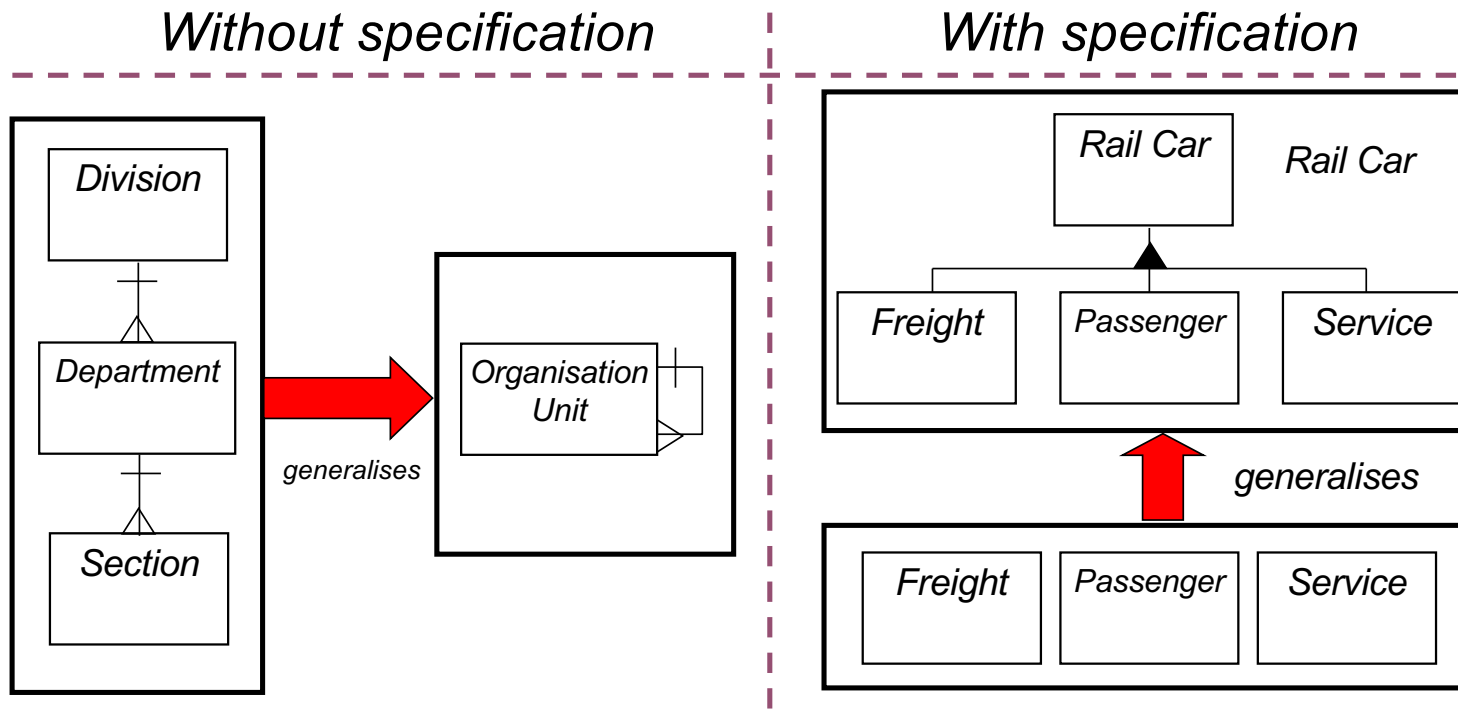 Without specification
Division
Department
Section
generalises
Organisation
Unit
With specification
Rail Car
Rail Car
Freight
Passenger
Service
generalises
Freight
Passenger
Service